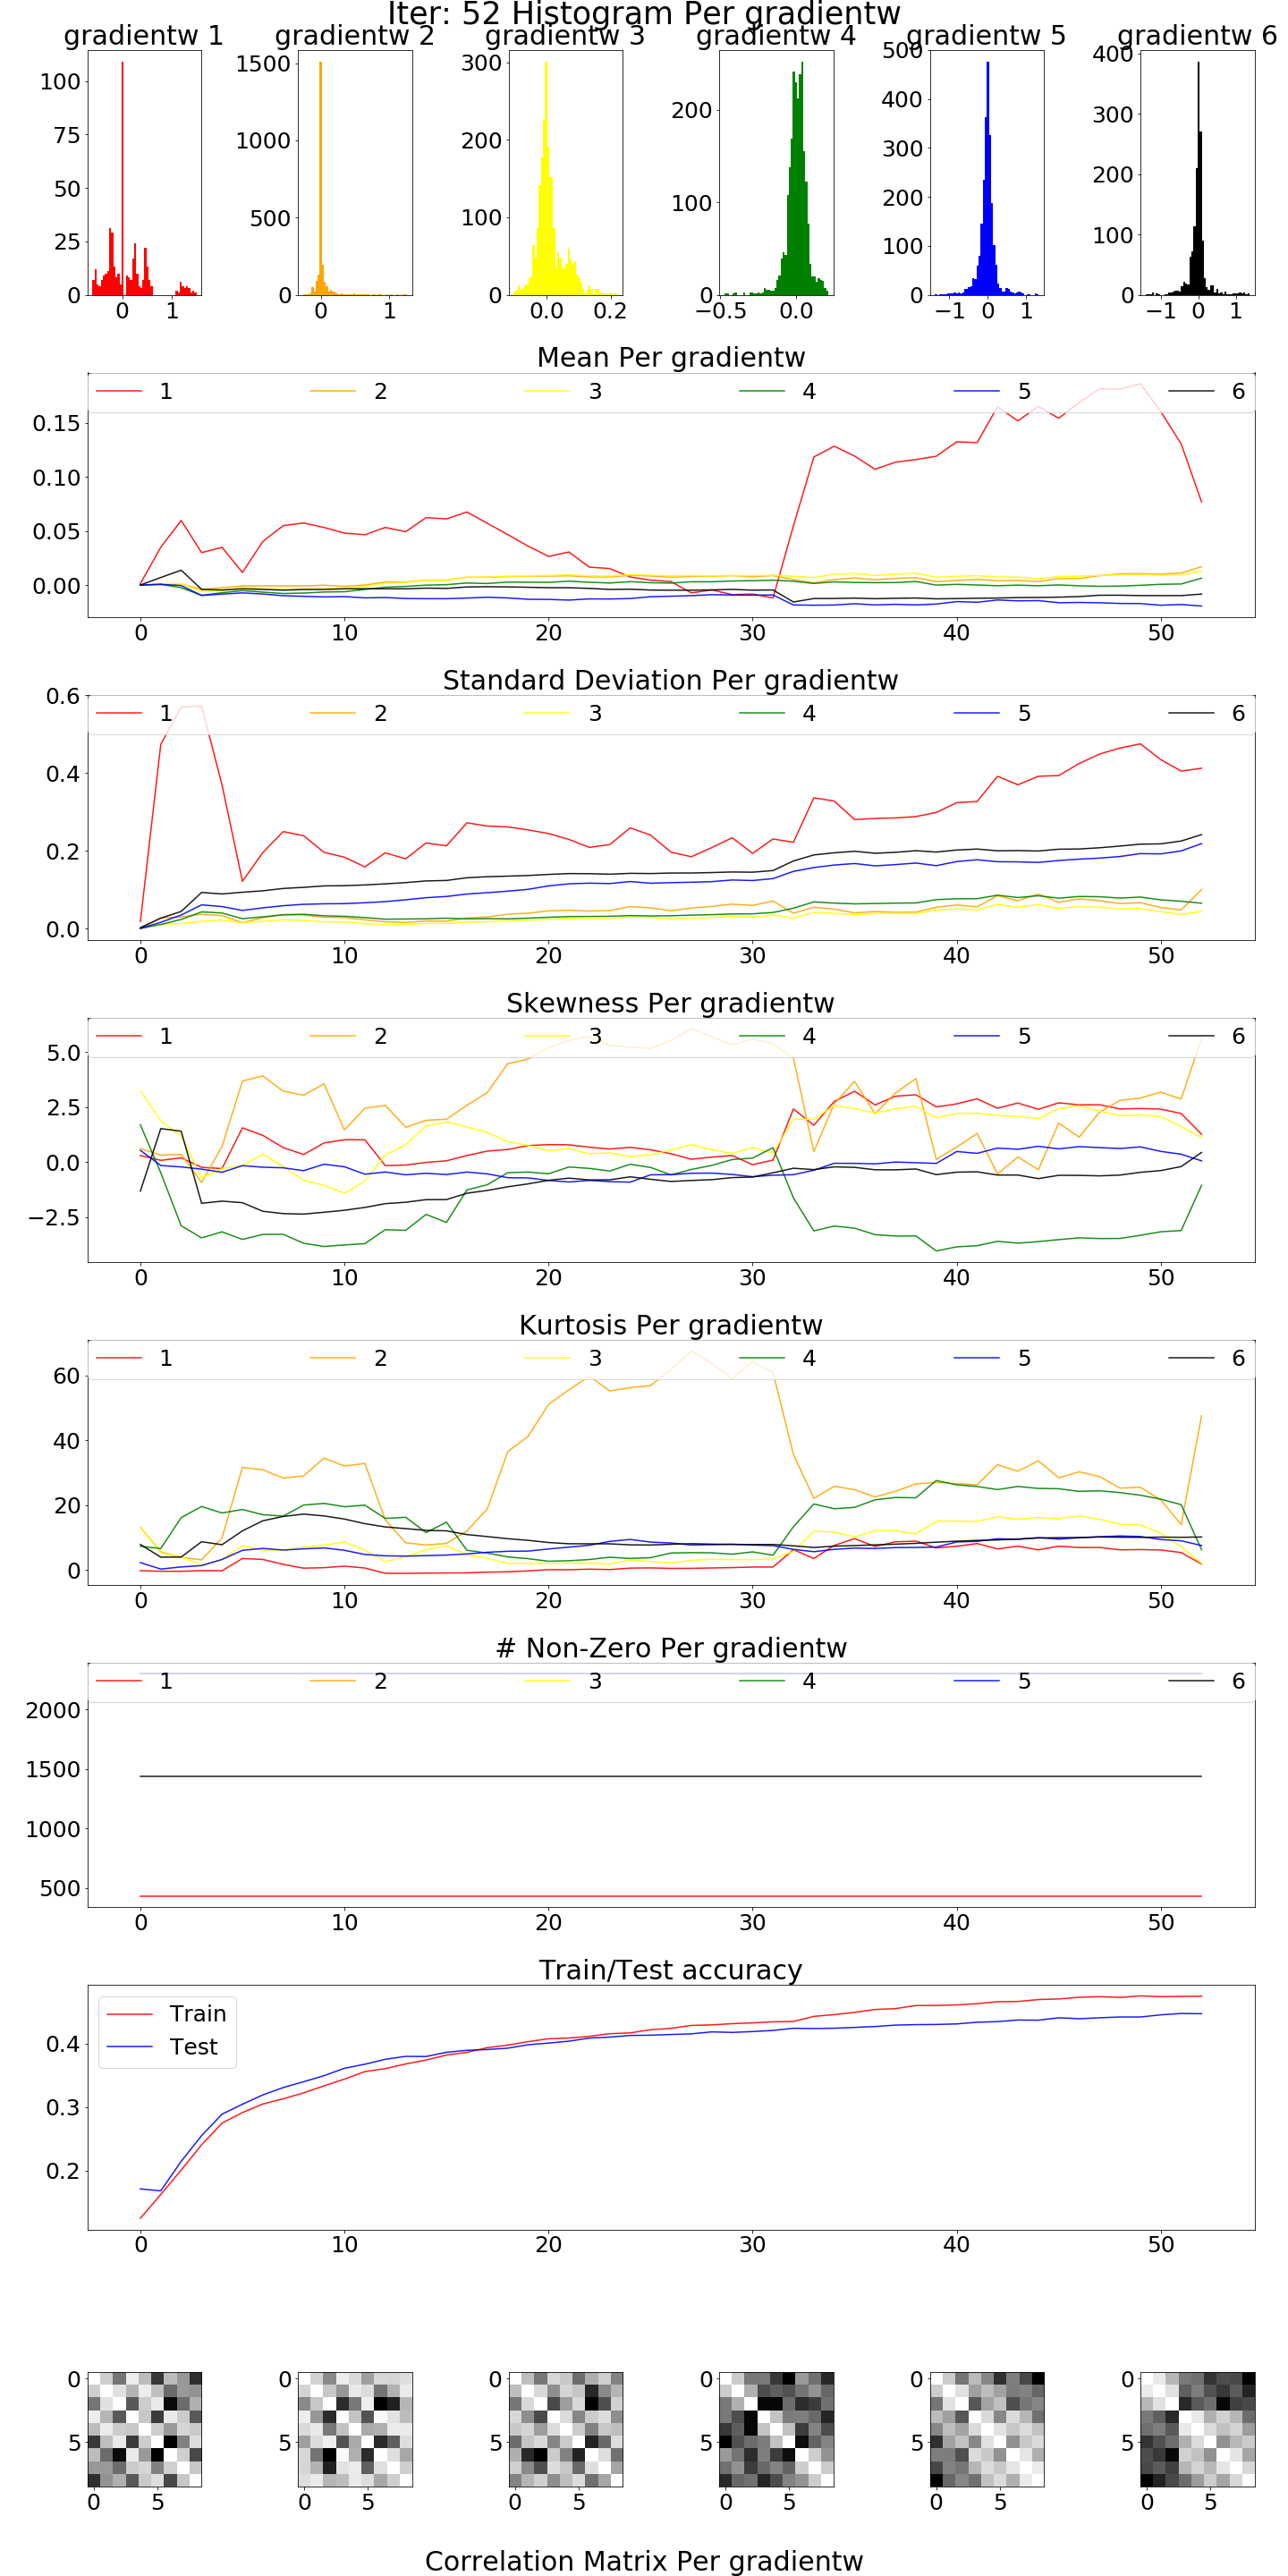 Iter: 52 Histogram Per gradientw
gradientw 1 gradientw 2 gradientw 3 gradientw 4 gradientw 5 gradientw 6
100 75 50 25 0
0 1
1500 1000 500 0
0 1
300 200 100 0
0.0 0.2
200 100 0
−0.5 0.0
500 400 300 200 100 0
−1 0 1
400 300 200 100 0
−1 0 1
Mean Per gradientw
1 2 3 4 5 6
0.15
0.10
0.05
0.00
0 10 20 30 40 50
Standard Deviation Per gradientw
0.6
1 2 3 4 5 6
0.4
0.2
0.0
0 10 20 30 40 50
Skewness Per gradientw
1 2 3 4 5 6
5.0
2.5
0.0
−2.5
0 10 20 30 40 50
Kurtosis Per gradientw
1 2 3 4 5 6
60
40
20
0
0 10 20 30 40 50
# Non-Zero Per gradientw
1 2 3 4 5 6
2000
1500
1000
500
0 10 20 30 40 50
Train/Test accuracy
Train
Test
0.4
0.3
0.2
0 10 20 30 40 50
0 0 0 0 0 0
5 5 5 5 5 5
0 5 0 5 0 5 0 5 0 5 0 5
Correlation Matrix Per gradientw